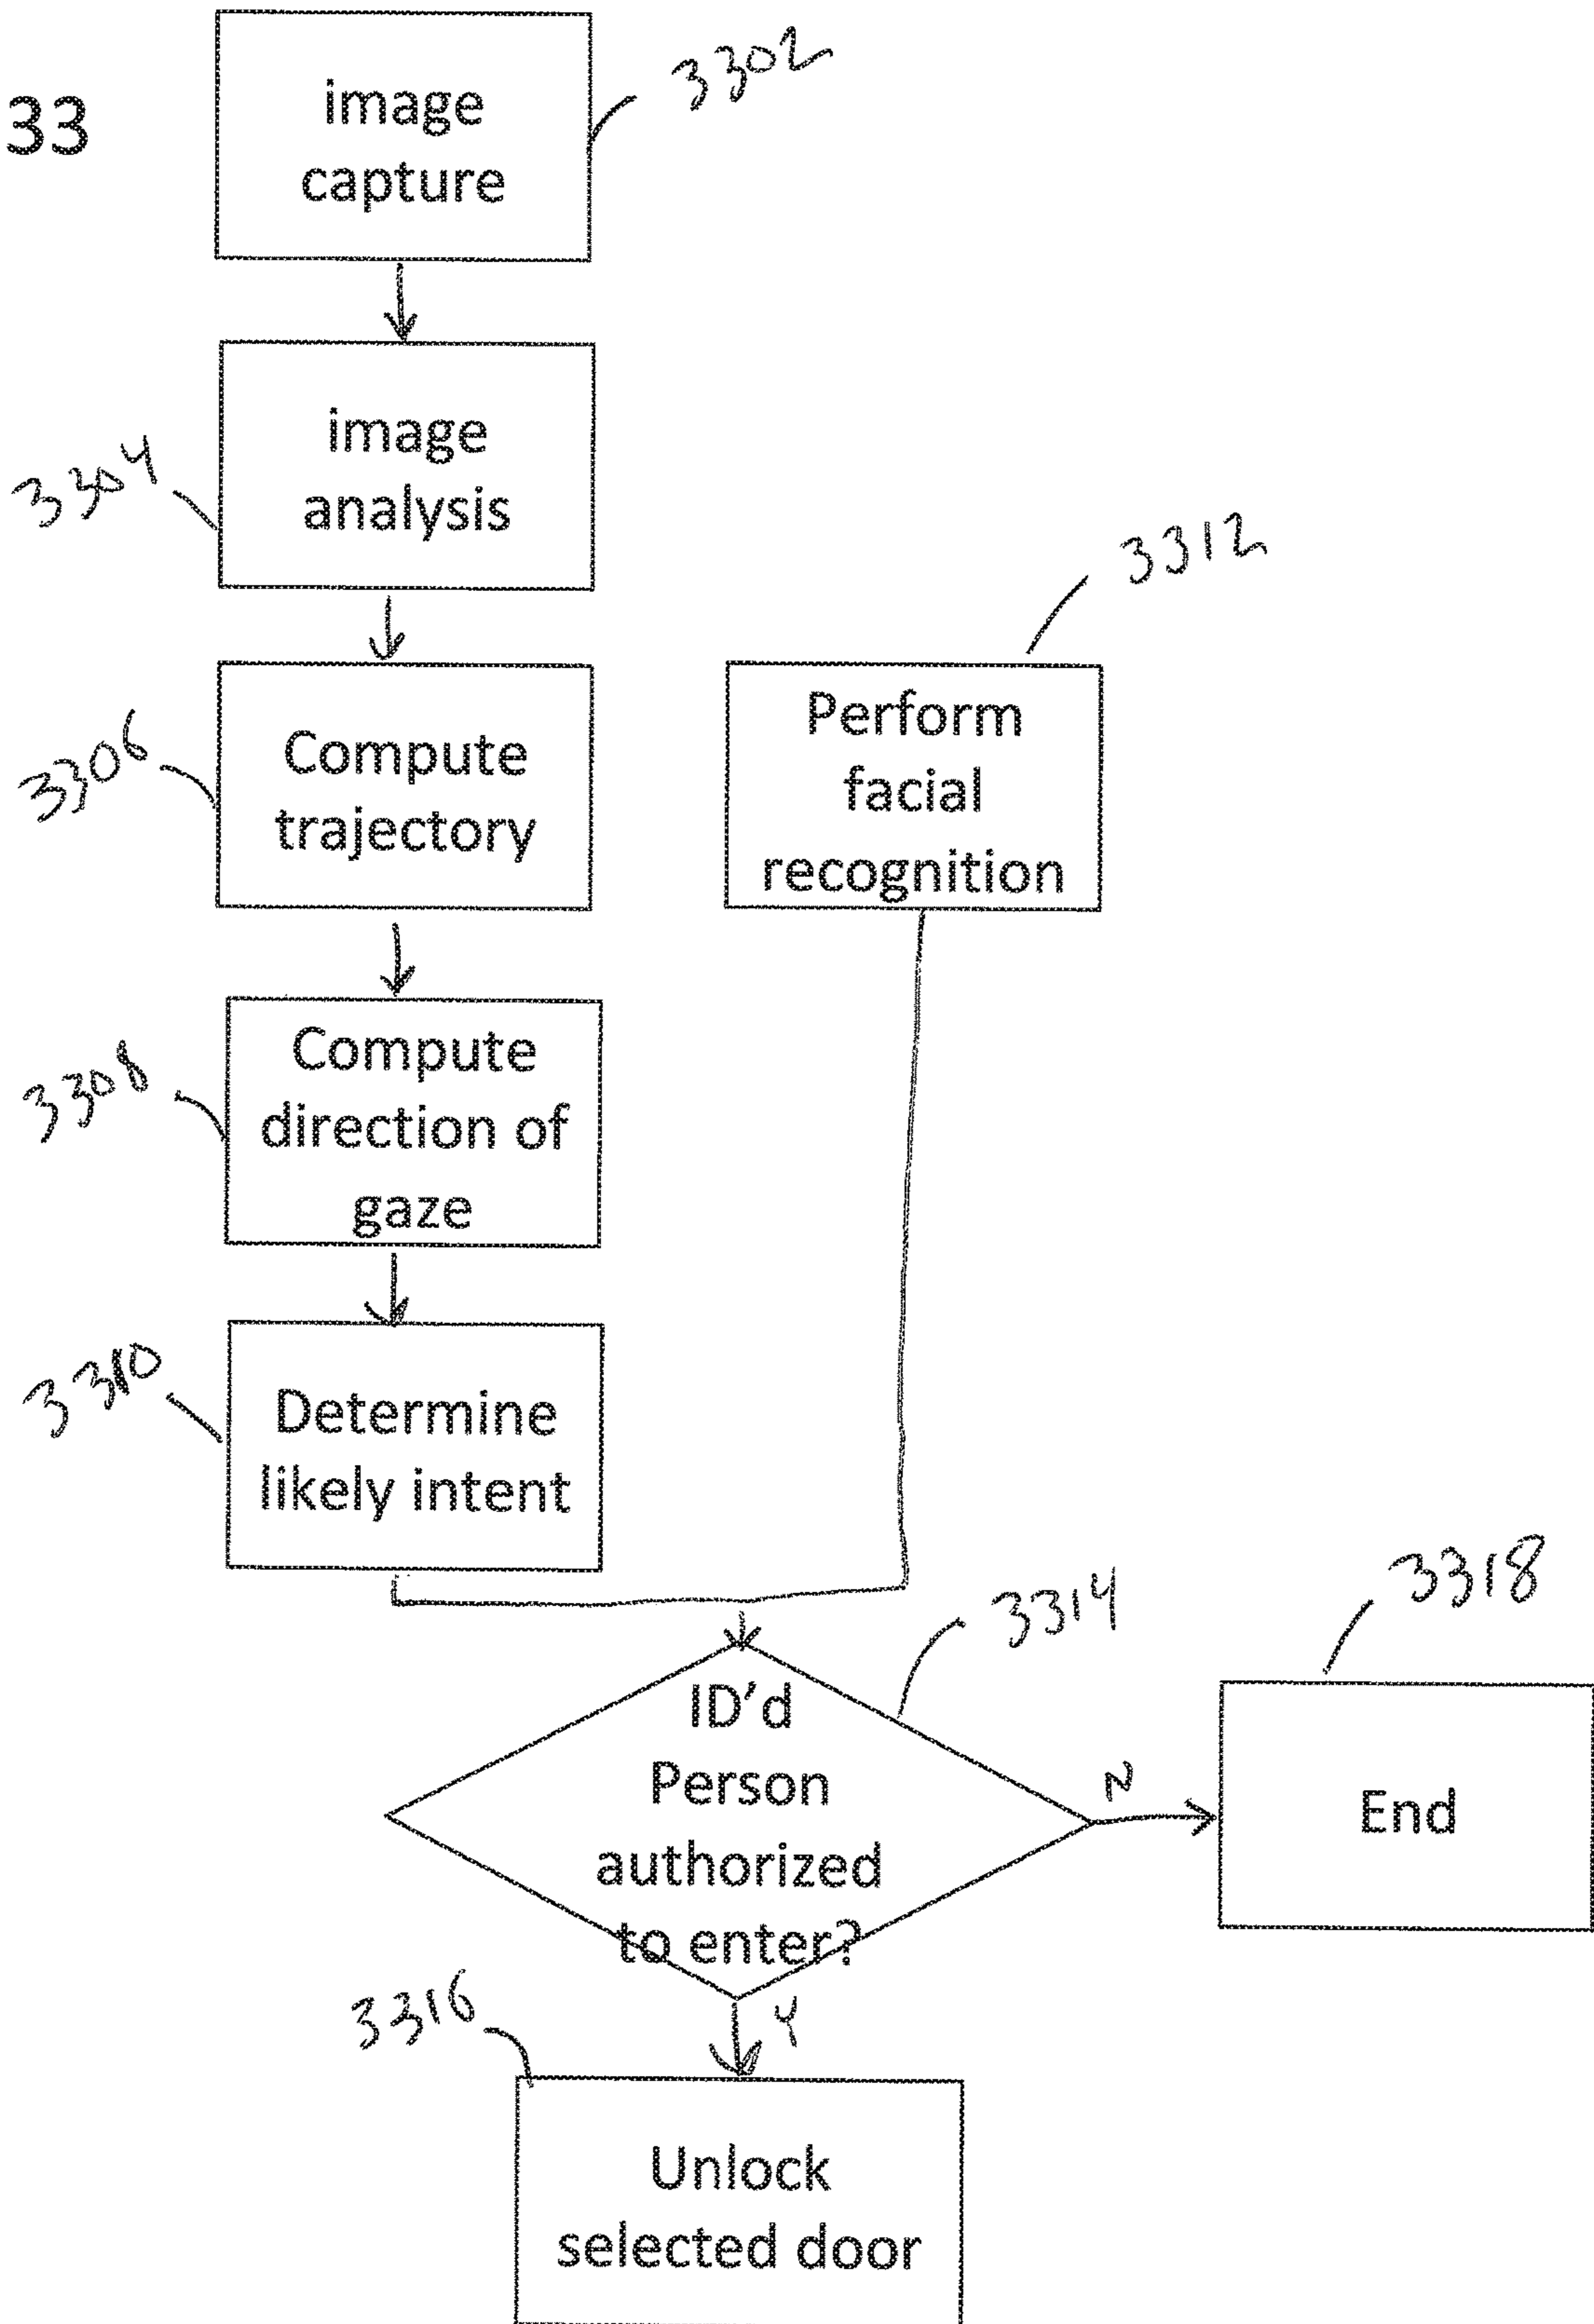 33
image
capture
3302
image
analysis
3304
Compute
trajectory
3306
Perform
facial
recognition
3312
Compute
direction of
gaze
3308
Determine
likely intent
3310
ID'd
Person
authorized
to enter?
3314
N
End
3318
Y
3316
Unlock
selected door